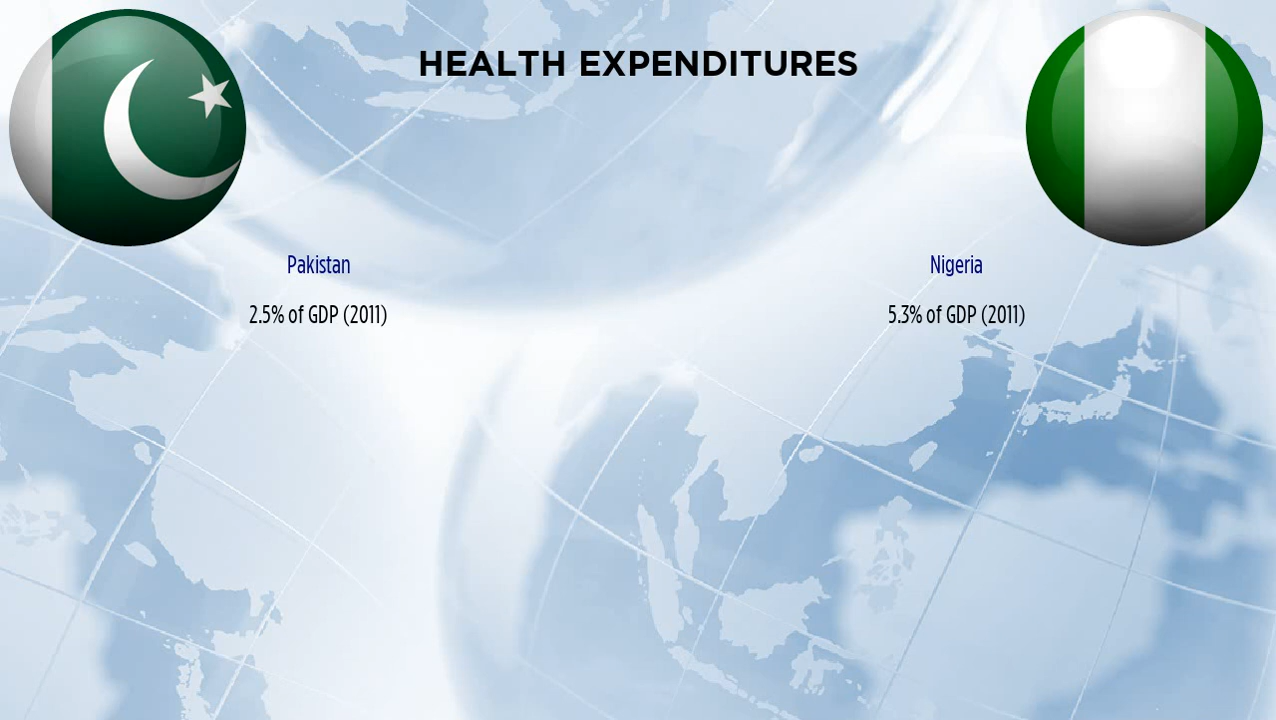 HEALTH EXPENDITURES
Pakistan
2.5% of GDP (2011)
Nigeria
5.3% of GDP (2011)